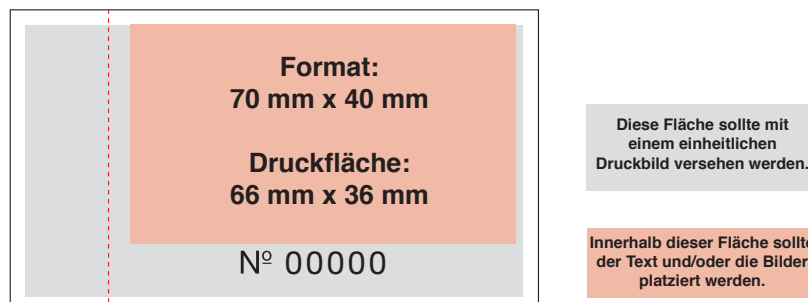 Format:
70 mm x 40 mm
Druckfläche:
66 mm x 36 mm
Nº 00000
Diese Fläche sollte mit
einem einheitlichen
Druckbild versehen werden.
Innerhalb dieser Fläche sollte
der Text und/oder die Bilder
platziert werden.